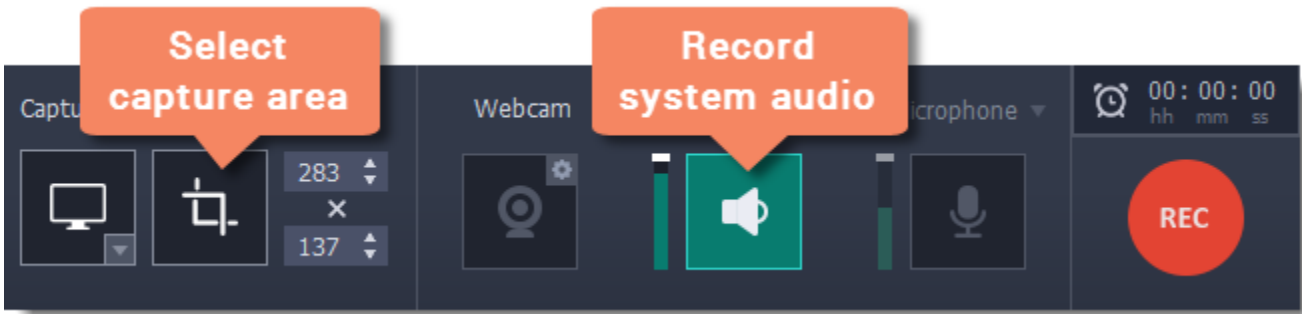 Select
capture area
Record
system audio
Webcam
00 : 00 : 00
hh mm ss
283
×
137
REC